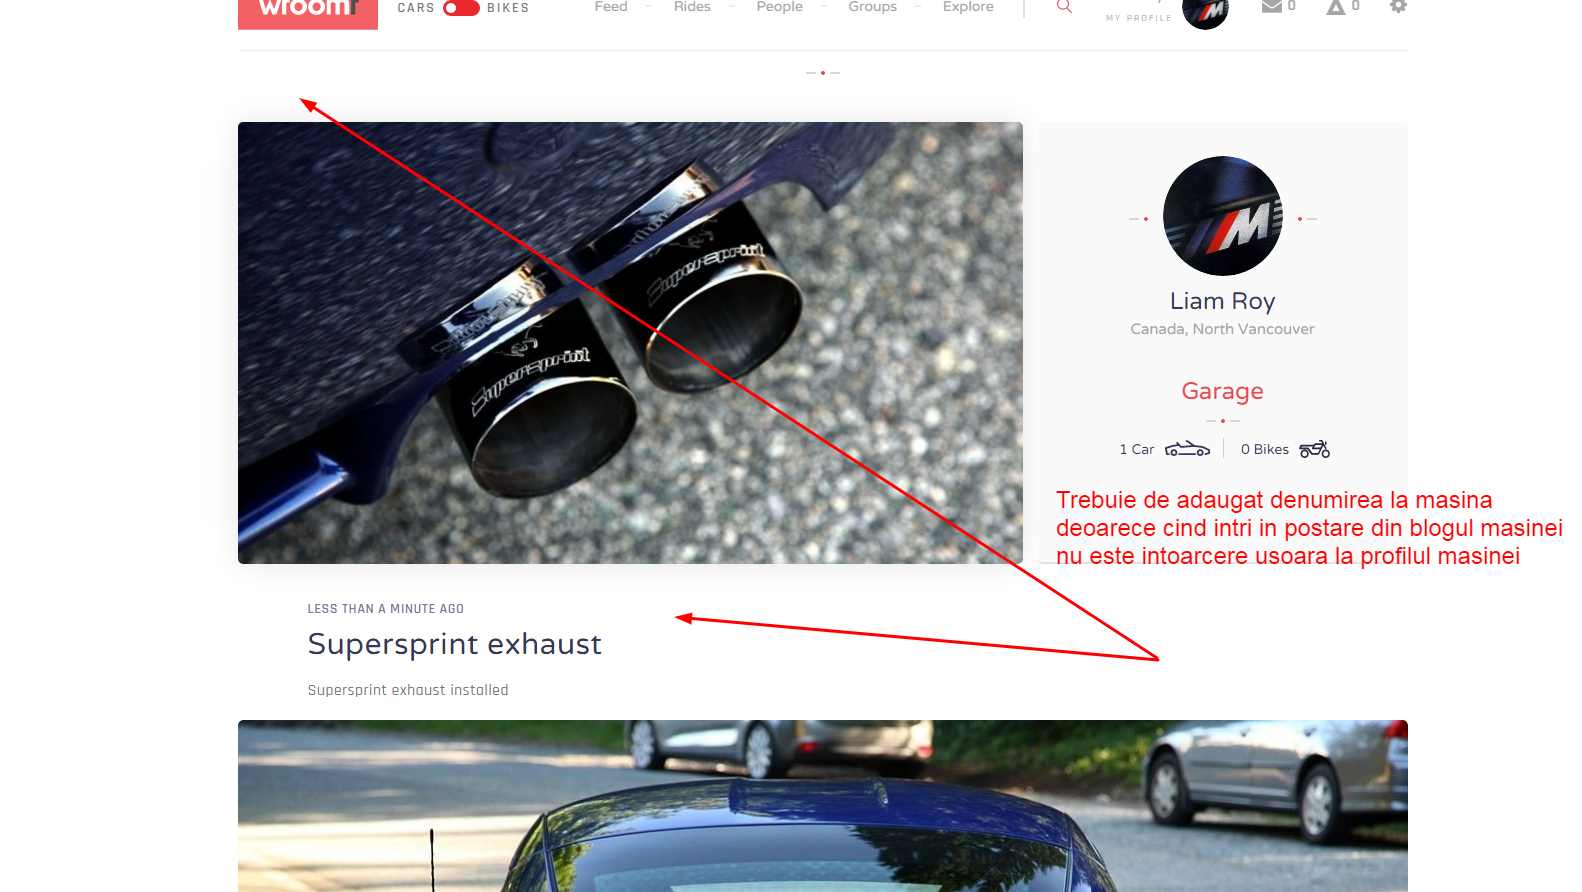 wroomr
CARS BIKES
Feed Rides People Groups Explore
MY PROFILE
0 0
Supersprint
Supersprint
Liam Roy
Canada, North Vancouver
Garage
1 Car 0 Bikes
Trebuie de adaugat denumirea la masina
deoarece cind intri in postare din blogul masinei
nu este intoarcere usoara la profilul masinei
LESS THAN A MINUTE AGO
Supersprint exhaust
Supersprint exhaust installed